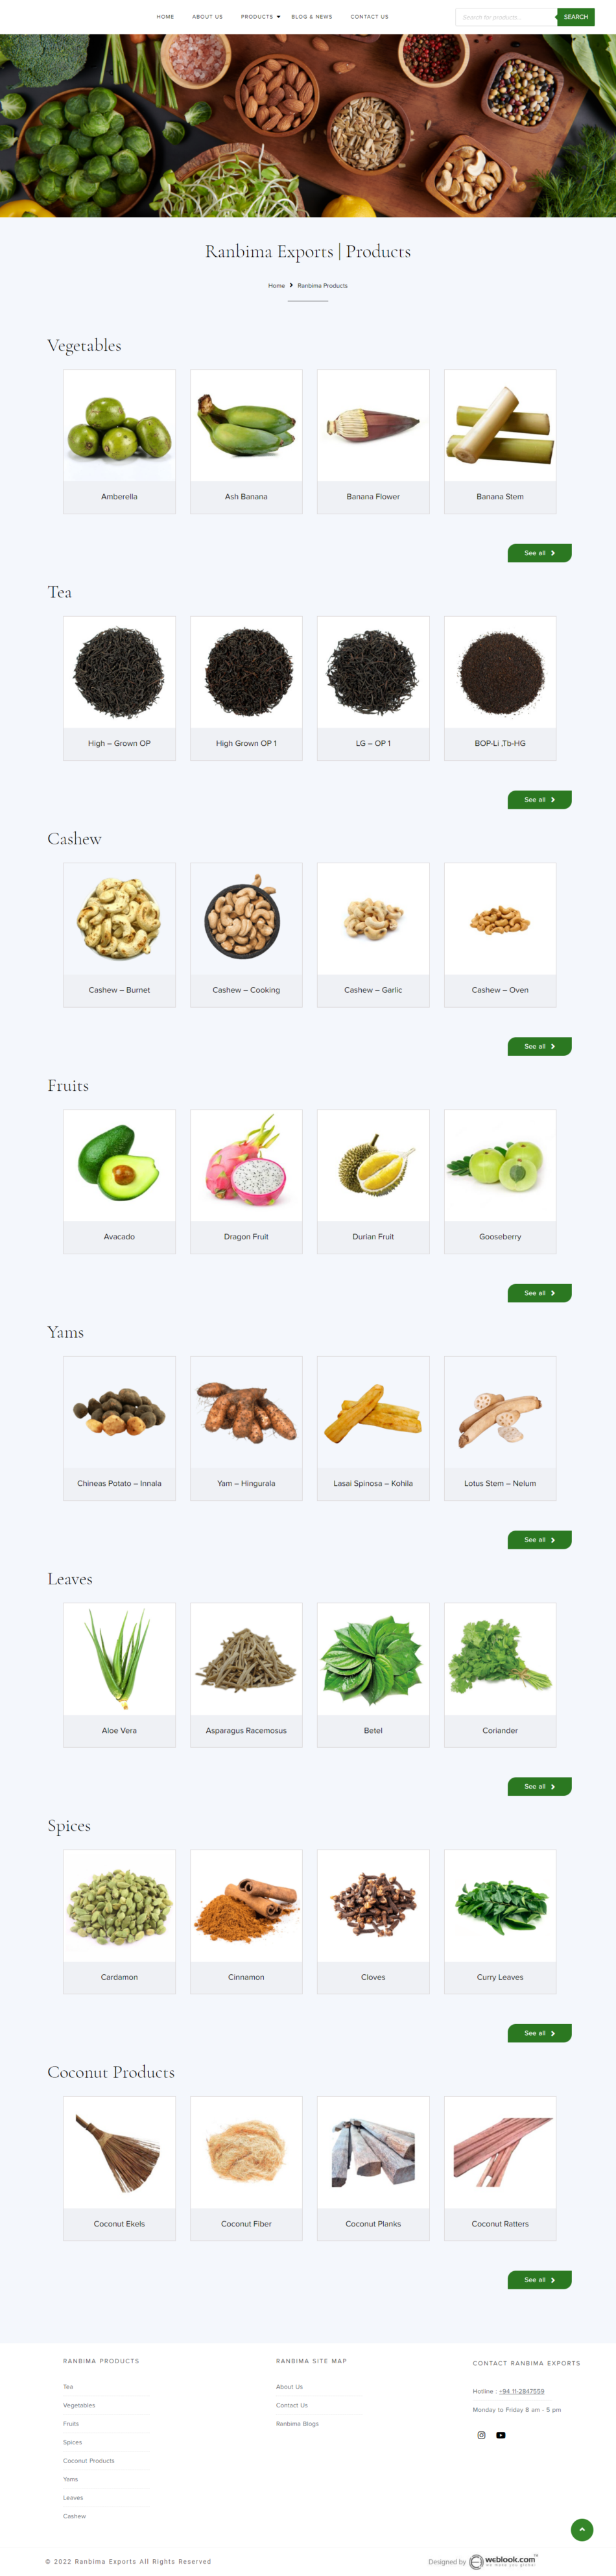 HOME ABOUT US PRODUCTS BLOG & NEWS CONTACT US Search for products... SEARCH
Ranbima Exports | Products
Home Ranbima Products
Vegetables
Amberella Ash Banana Banana Flower Banana Stem
See all
Tea
High – Grown OP High Grown OP 1 LG – OP 1 BOP-LI ,Tb-HG
See all
Cashew
Cashew – Burnet Cashew – Cooking Cashew – Garlic Cashew – Oven
See all
Fruits
Avacado Dragon Fruit Durian Fruit Gooseberry
See all
Yams
Chineas Potato – Innala Yam – Hingurala Lasai Spinosa – Kohila Lotus Stem – Nelum
See all
Leaves
Aloe Vera Asparagus Racemosus Betel Coriander
See all
Spices
Cardamon Cinnamon Cloves Curry Leaves
See all
Coconut Products
Coconut Ekels Coconut Fiber Coconut Planks Coconut Ratters
See all
RANBIMA PRODUCTS
Tea
Vegetables
Fruits
Spices
Coconut Products
Yams
Leaves
Cashew
RANBIMA SITE MAP
About Us
Contact Us
Ranbima Blogs
CONTACT RANBIMA EXPORTS
Hotline : +94 11-2847559
Monday to Friday 8 am - 5 pm
© 2022 Ranbima Exports All Rights Reserved
Designed by weblook.com™